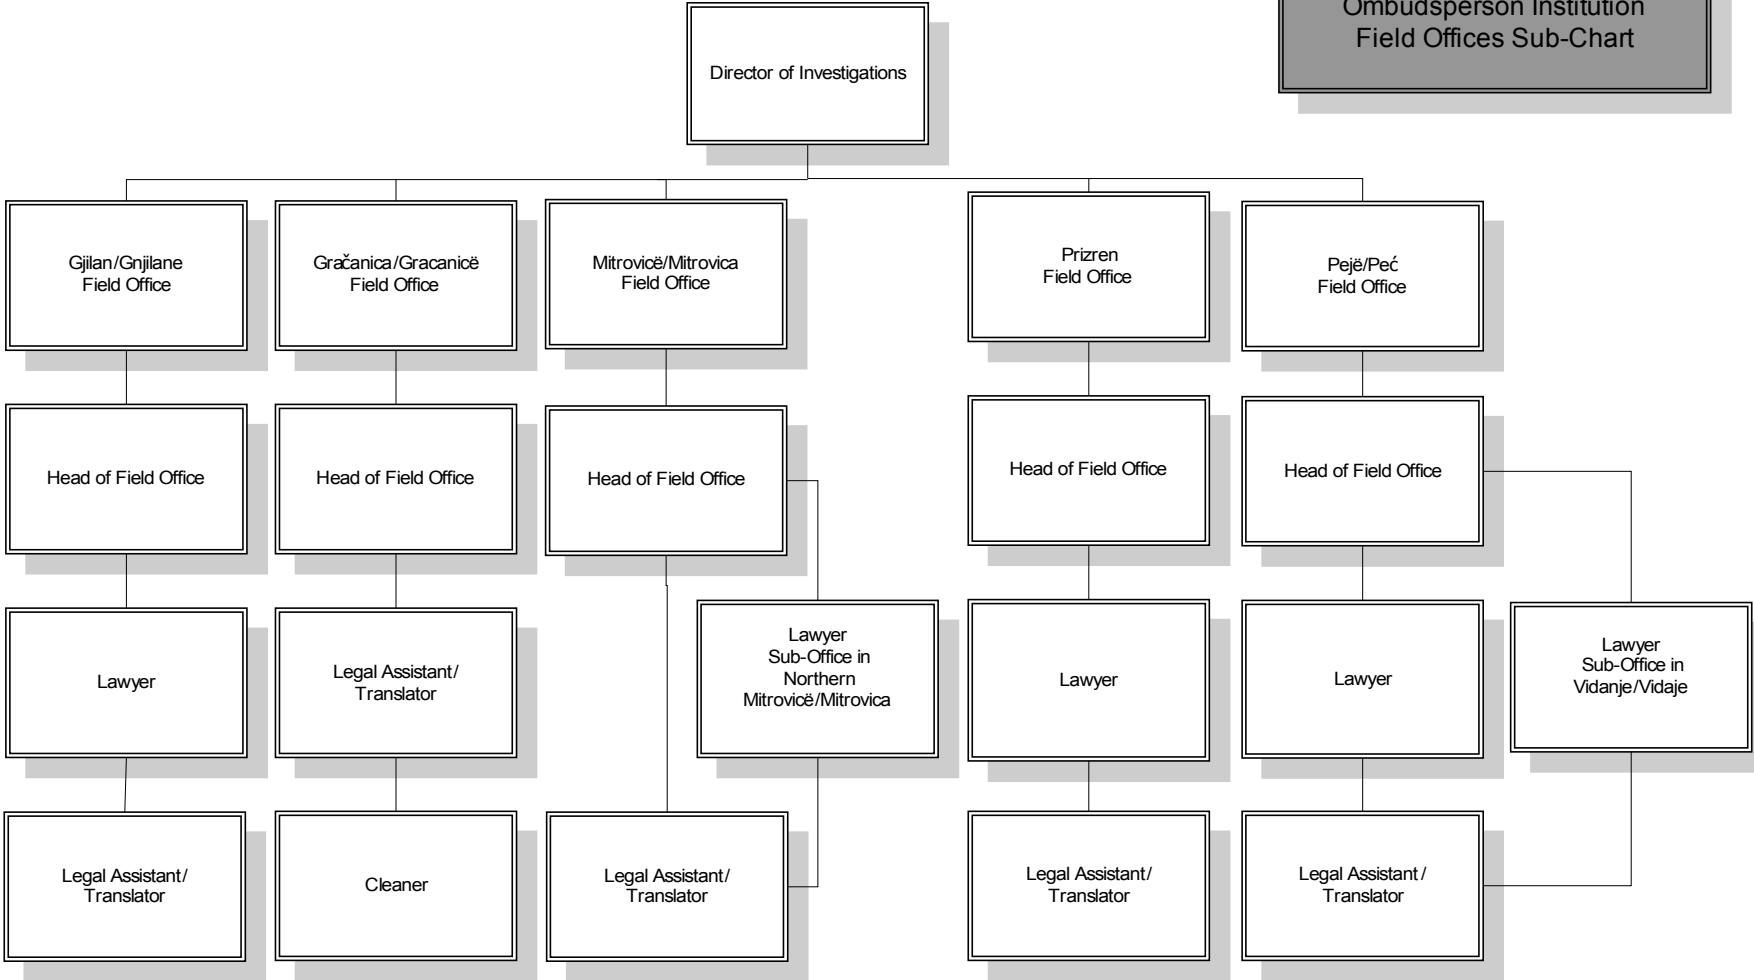 Ombudsperson Institution
Field Offices Sub-Chart
Director of Investigations
Gjilan/Gnjilane
Field Office
Gračanica/Gracanicë
Field Office
Mitrovicë/Mitrovica
Field Office
Prizren
Field Office
Pejë/Peć
Field Office
Head of Field Office
Head of Field Office
Head of Field Office
Head of Field Office
Head of Field Office
Lawyer
Legal Assistant/
Translator
Lawyer
Sub-Office in
Northern
Mitrovicë/Mitrovica
Lawyer
Lawyer
Lawyer
Sub-Office in
Vidanje/Vidaje
Legal Assistant/
Translator
Cleaner
Legal Assistant/
Translator
Legal Assistant/
Translator
Legal Assistant/
Translator